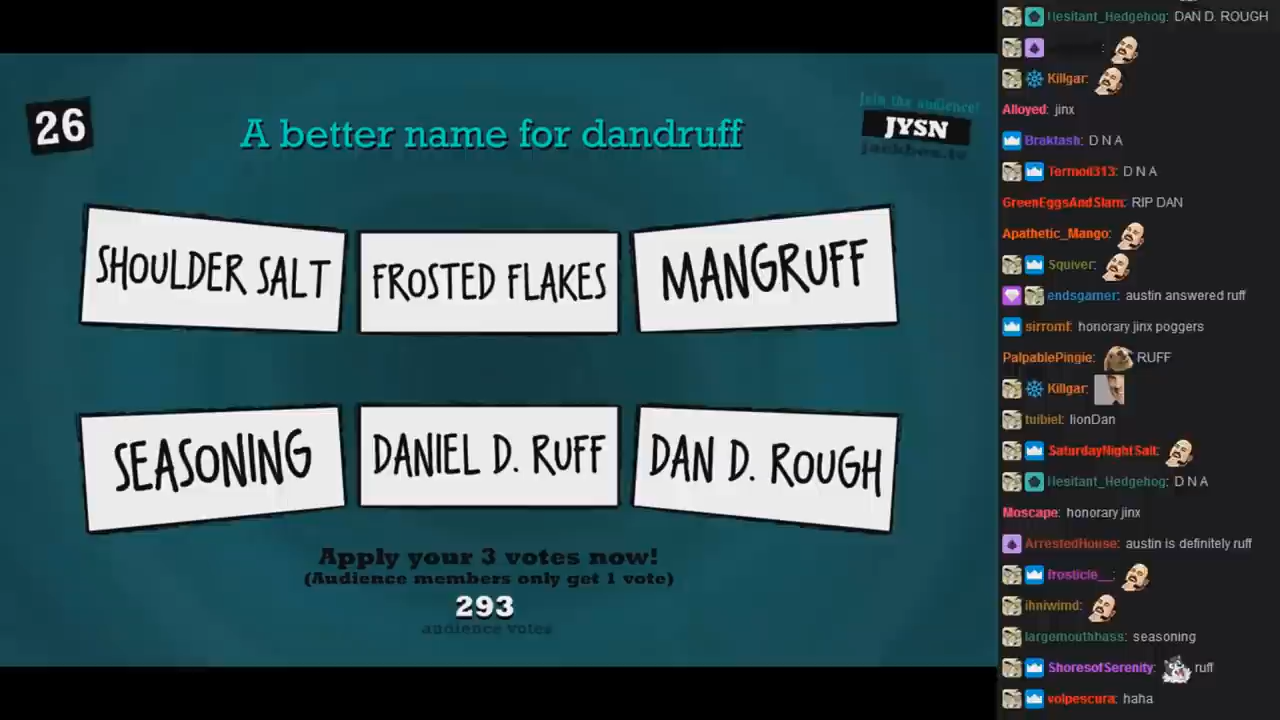 26
A better name for dandruff
Join the audience!
JYSN
jackbox.tv
SHOULDER SALT
FROSTED FLAKES
MANGRUFF
SEASONING
DANIEL D. RUFF
DAN D. ROUGH
Apply your 3 votes now!
(Audience members only get 1 vote)
293
audience votes
Hesitant_Hedgehog: DAN D. ROUGH
Killgar:
Alloyed: jinx
Braktash: D N A
Termoil313: D N A
GreenEggsAndSlam: RIP DAN
Apathetic_Mango:
Squiver:
endsgamer: austin answered ruff
sirromf: honorary jinx poggers
PalpablePingie: RUFF
Killgar:
tuibiel: lionDan
SaturdayNightSalt:
Hesitant_Hedgehog: D N A
Moscape: honorary jinx
ArrestedHouse: austin is definitely ruff
frosticle__:
ihniwimd:
largemouthbass: seasoning
ShoresofSerenity: ruff
volpescura: haha